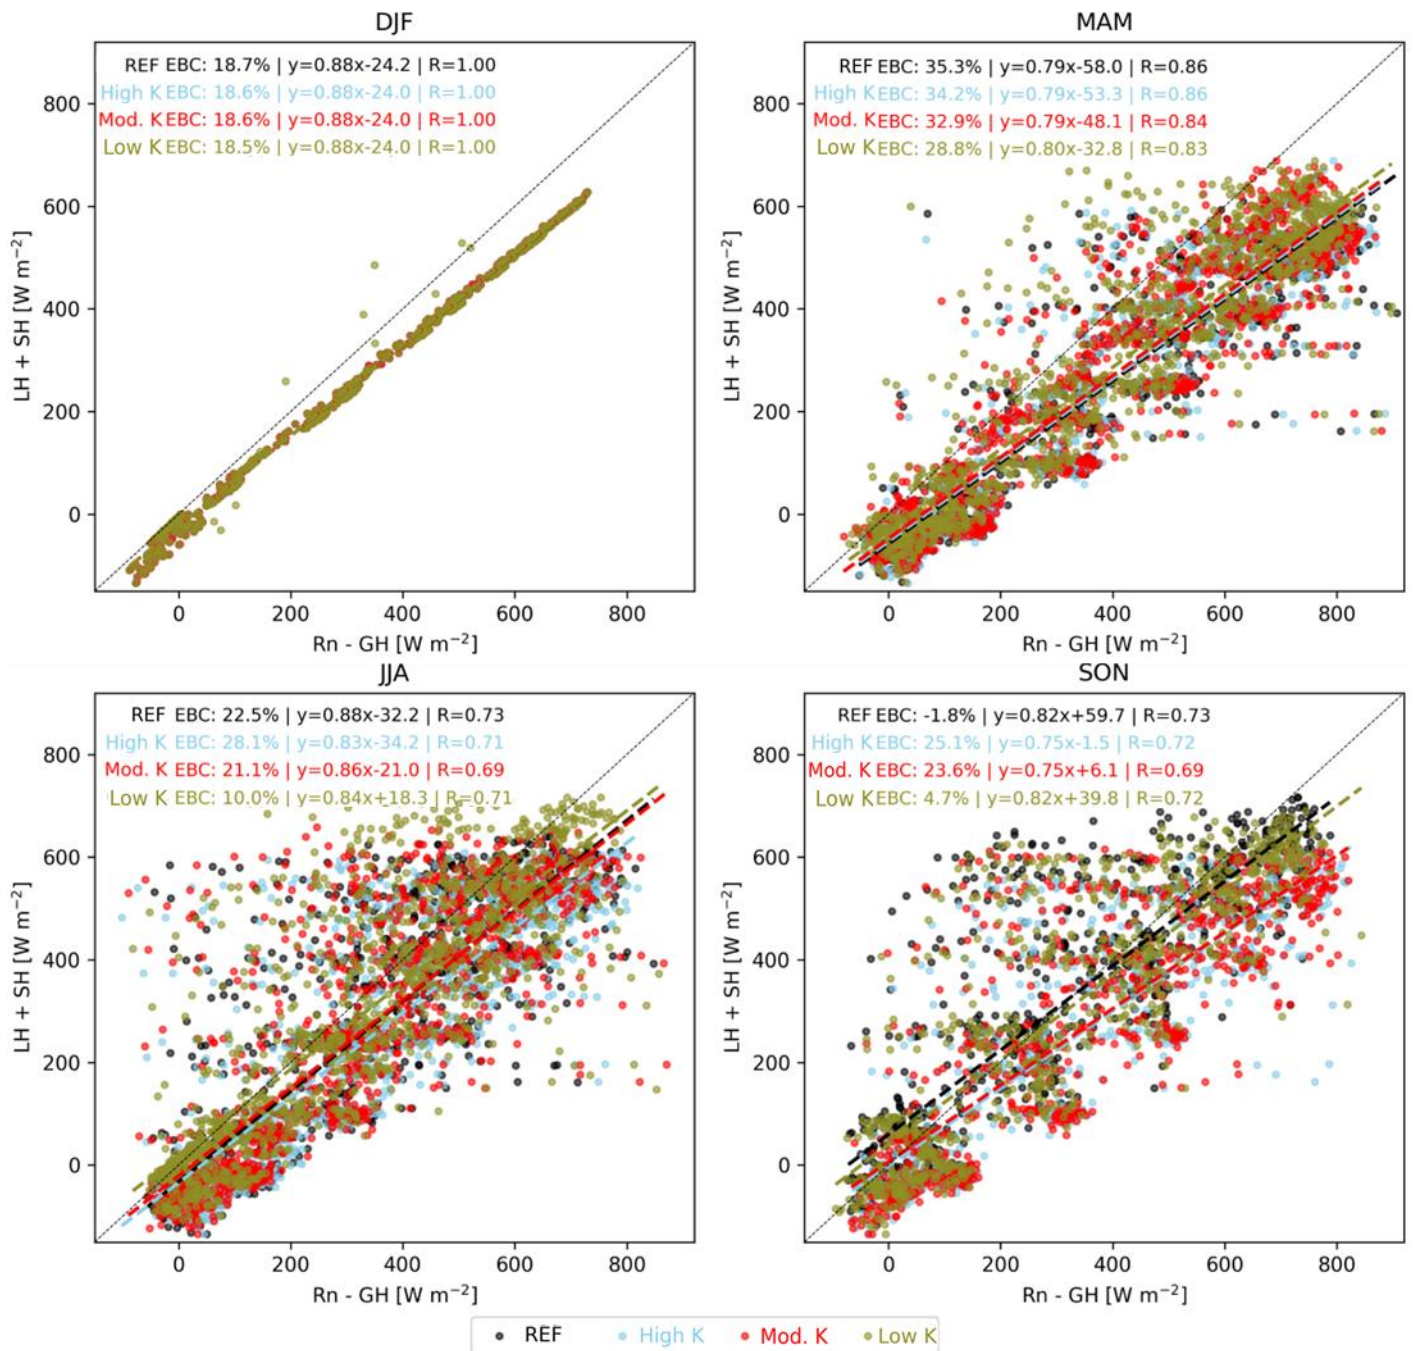 DJF
REF EBC: 18.7% | y=0.88x-24.2 | R=1.00
High K EBC: 18.6% | y=0.88x-24.0 | R=1.00
Mod. K EBC: 18.6% | y=0.88x-24.0 | R=1.00
Low K EBC: 18.5% | y=0.88x-24.0 | R=1.00
800
600
400
200
0
LH + SH [W m⁻²]
0 200 400 600 800
Rn - GH [W m⁻²]
MAM
REF EBC: 35.3% | y=0.79x-58.0 | R=0.86
High K EBC: 34.2% | y=0.79x-53.3 | R=0.86
Mod. K EBC: 32.9% | y=0.79x-48.1 | R=0.84
Low K EBC: 28.8% | y=0.80x-32.8 | R=0.83
800
600
400
200
0
LH + SH [W m⁻²]
0 200 400 600 800
Rn - GH [W m⁻²]
JJA
REF EBC: 22.5% | y=0.88x-32.2 | R=0.73
High K EBC: 28.1% | y=0.83x-34.2 | R=0.71
Mod. K EBC: 21.1% | y=0.86x-21.0 | R=0.69
Low K EBC: 10.0% | y=0.84x+18.3 | R=0.71
800
600
400
200
0
LH + SH [W m⁻²]
0 200 400 600 800
Rn - GH [W m⁻²]
SON
REF EBC: -1.8% | y=0.82x+59.7 | R=0.73
High K EBC: 25.1% | y=0.75x-1.5 | R=0.72
Mod. K EBC: 23.6% | y=0.75x+6.1 | R=0.69
Low K EBC: 4.7% | y=0.82x+39.8 | R=0.72
800
600
400
200
0
LH + SH [W m⁻²]
0 200 400 600 800
Rn - GH [W m⁻²]
REF High K Mod. K Low K